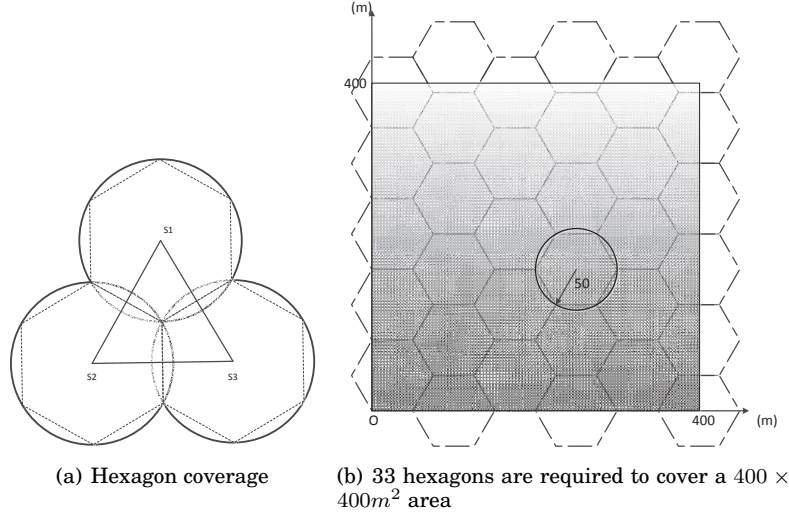 (m)
400
S1
S2
S3
50
O
400
(m)
(a) Hexagon coverage
(b) 33 hexagons are required to cover a 400 ×
400m² area